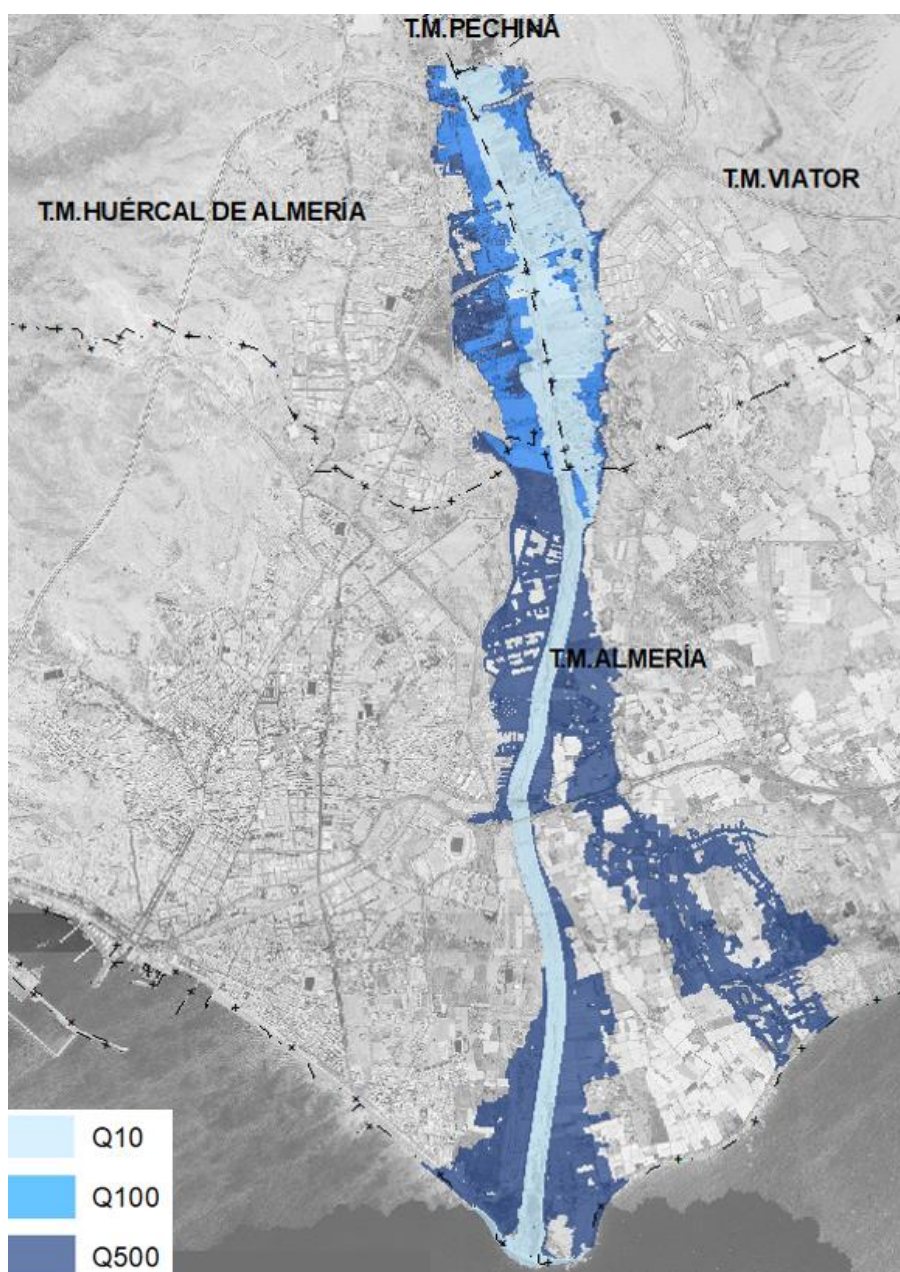 T.M.PECHINA
T.M.VIATOR
T.M.HUÉRCAL DE ALMERÍA
T.M.ALMERÍA
Q10
Q100
Q500